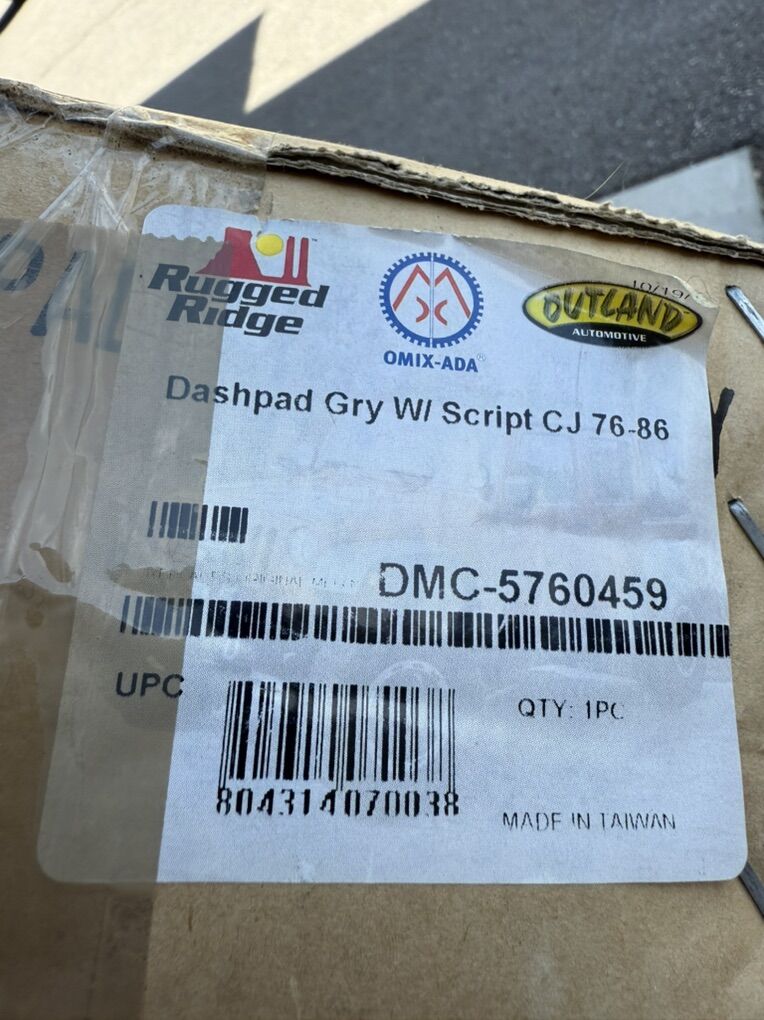 Rugged
Ridge
OMIX-ADA®
10/19/
OUTLAND™
AUTOMOTIVE
Dashpad Gry W/ Script CJ 76-86
DMC-5760459
UPC
QTY: 1PC
804314070038
MADE IN TAIWAN